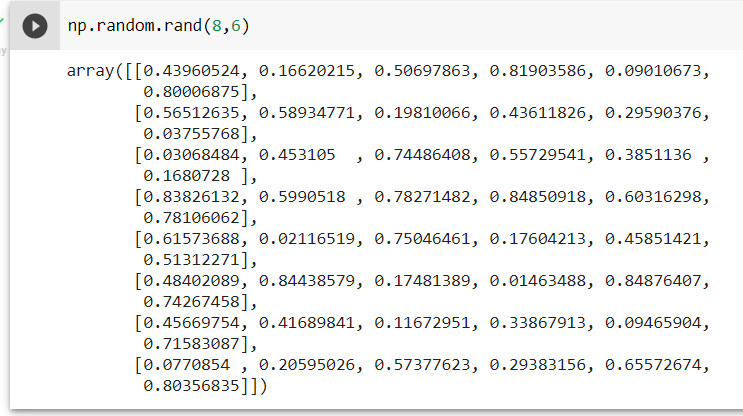 np.random.rand(8,6)
array([[0.43960524, 0.16620215, 0.50697863, 0.81903586, 0.09010673,
0.80006875],
[0.56512635, 0.58934771, 0.19810066, 0.43611826, 0.29590376,
0.03755768],
[0.03068484, 0.453105  , 0.74486408, 0.55729541, 0.3851136 ,
0.1680728 ],
[0.83826132, 0.5990518 , 0.78271482, 0.84850918, 0.60316298,
0.78106062],
[0.61573688, 0.02116519, 0.75046461, 0.17604213, 0.45851421,
0.51312271],
[0.48402089, 0.84438579, 0.17481389, 0.01463488, 0.84876407,
0.74267458],
[0.45669754, 0.41689841, 0.11672951, 0.33867913, 0.09465904,
0.71583087],
[0.0770854 , 0.20595026, 0.57377623, 0.29383156, 0.65572674,
0.80356835]])